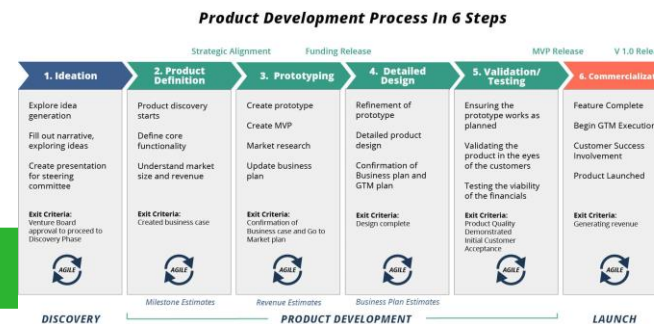 Product Development Process In 6 Steps
Strategic Alignment
Funding Release
MVP Release
V 1.0 Relea
1. Ideation
2. Product
Definition
3. Prototyping
4. Detailed
Design
5. Validation/
Testing
6. Commercializat
Explore idea
generation
Fill out narrative,
exploring ideas
Create presentation
for steering
committee
Exit Criteria:
Venture Board
approval to proceed to
Discovery Phase
AGILE
Product discovery
starts
Define core
functionality
Understand market
size and revenue
Exit Criteria:
Created business case
AGILE
Create prototype
Create MVP
Market research
Update business
plan
Exit Criteria:
Confirmation of
Business case and Go to
Market plan
AGILE
Refinement of
prototype
Detailed product
design
Confirmation of
Business plan and
GTM plan
Exit Criteria:
Design complete
AGILE
Ensuring the
prototype works as
planned
Validating the
product in the eyes
of the customers
Testing the viability
of the financials
Exit Criteria:
Product Quality
Demonstrated
Initial Customer
Acceptance
AGILE
Feature Complete
Begin GTM Execution
Customer Success
Involvement
Product Launched
Exit Criteria:
Generating revenue
AGILE
Milestone Estimates
Revenue Estimates
Business Plan Estimates
DISCOVERY
PRODUCT DEVELOPMENT
LAUNCH